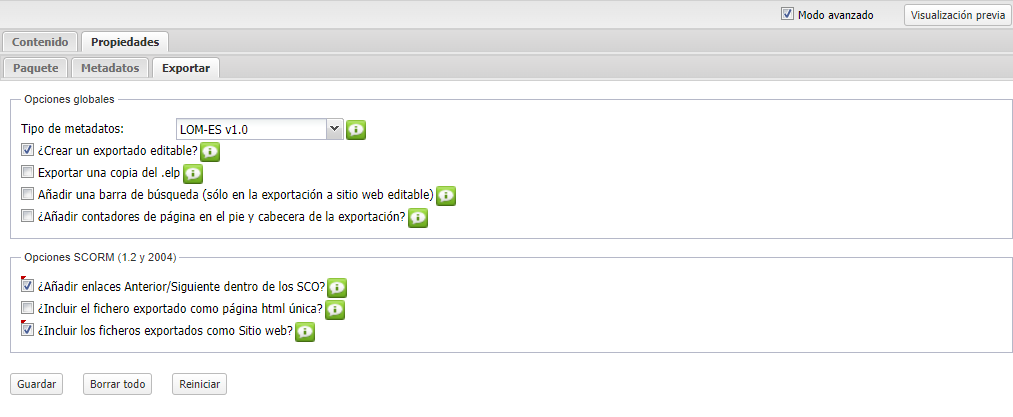 Modo avanzado Visualización previa
Contenido Propiedades
Paquete Metadatos Exportar
Opciones globales
Tipo de metadatos: LOM-ES v1.0
¿Crear un exportado editable?
Exportar una copia del .elp
Añadir una barra de búsqueda (sólo en la exportación a sitio web editable)
¿Añadir contadores de página en el pie y cabecera de la exportación?
Opciones SCORM (1.2 y 2004)
¿Añadir enlaces Anterior/Siguiente dentro de los SCO?
¿Incluir el fichero exportado como página html única?
¿Incluir los ficheros exportados como Sitio web?
Guardar Borrar todo Reiniciar